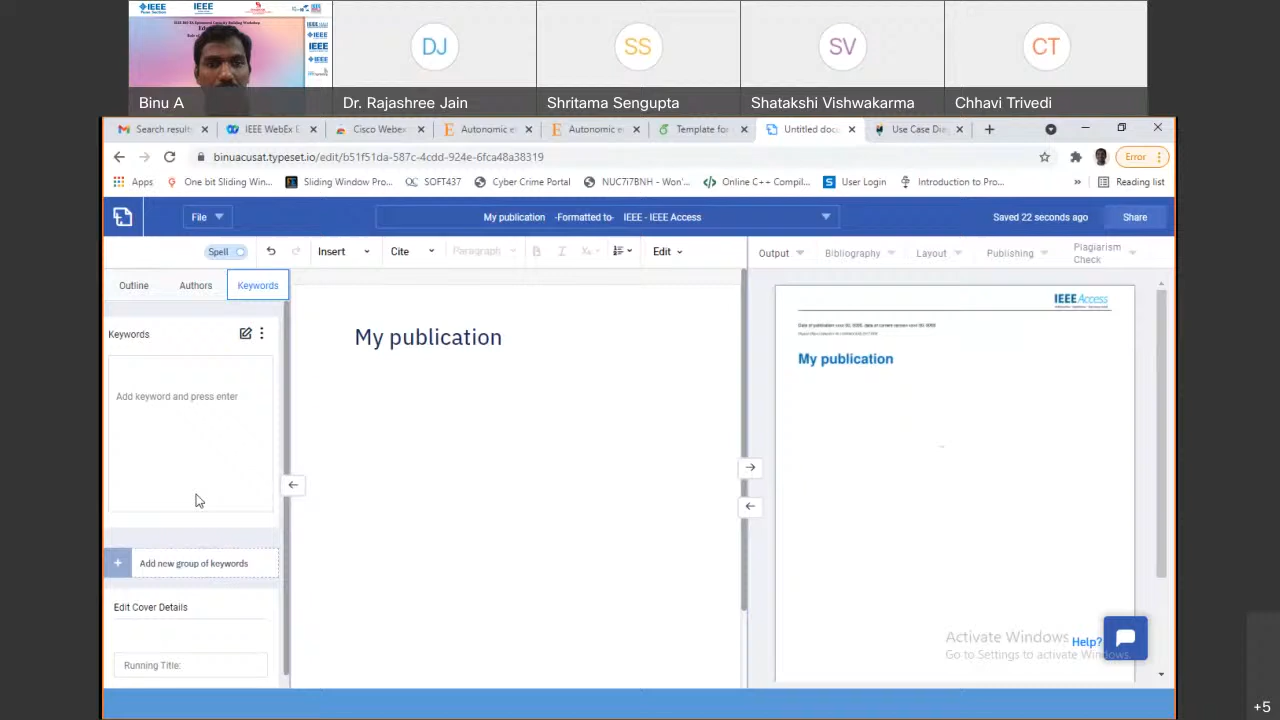 Binu A
Dr. Rajashree Jain
Shritama Sengupta
Shatakshi Vishwakarma
Chhavi Trivedi
DJ
SS
SV
CT
IEEE
IEEE
Search results
IEEE WebEx E
Cisco Webex
Autonomic e
Autonomic e
Template for
Untitled docu
Use Case Dia
binuacusat.typeset.io/edit/b51f51da-587c-4cdd-924e-6fca48a38319
Error
Apps
One bit Sliding Win...
Sliding Window Pro...
SOFT437
Cyber Crime Portal
NUC7i7BNH - Won'...
Online C++ Compil...
User Login
Introduction to Pro...
»
Reading list
File
My publication -Formatted to- IEEE - IEEE Access
Saved 22 seconds ago
Share
Spell
Insert
Cite
Paragraph
B
I
Edit
Output
Bibliography
Layout
Publishing
Plagiarism
Check
Outline
Authors
Keywords
Keywords
Add keyword and press enter
+ Add new group of keywords
Edit Cover Details
Running Title:
My publication
IEEE Access
My publication
Activate Windows
Go to Settings to activate Windows.
Help?
+5